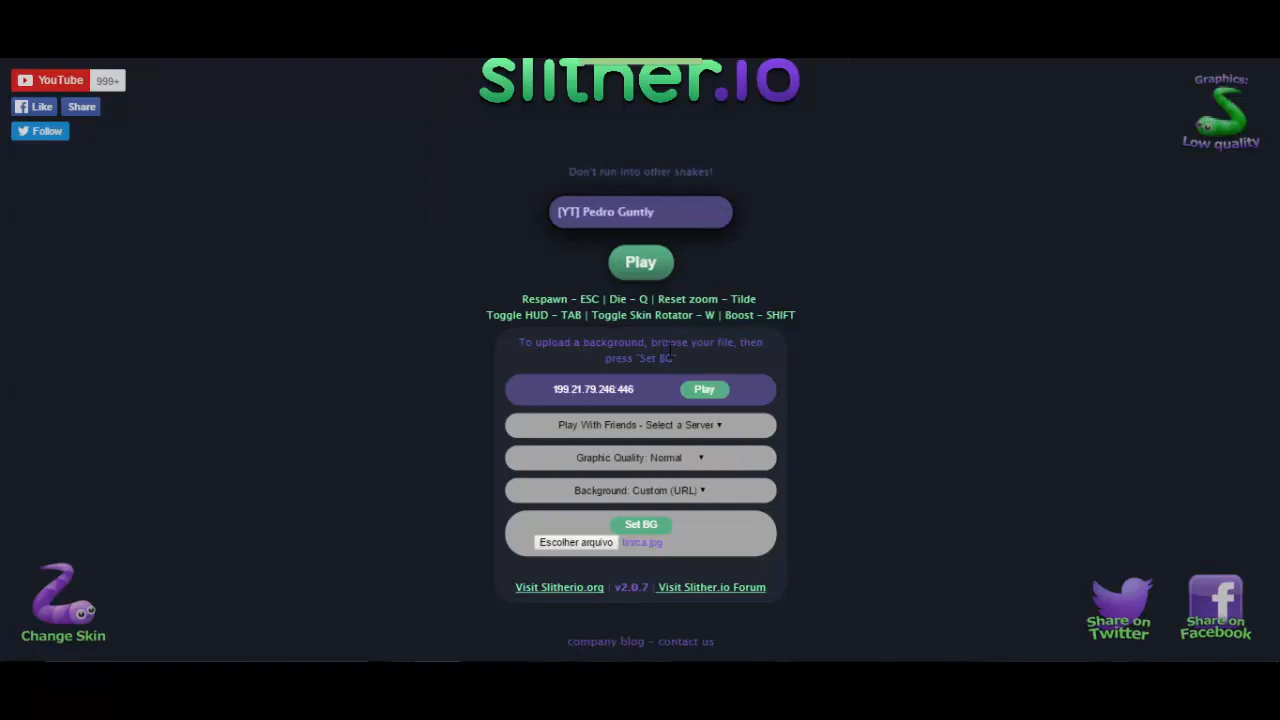 slither.io
YouTube 999+
Like Share
Follow
Graphics:
Low quality
Don't run into other snakes!
[YT] Pedro Guntly
Play
Respawn - ESC | Die - Q | Reset zoom - Tilde
Toggle HUD - TAB | Toggle Skin Rotator - W | Boost - SHIFT
To upload a background, browse your file, then
press "Set BG"
199.21.79.246:446 Play
Play With Friends - Select a Server
Graphic Quality: Normal
Background: Custom (URL)
Set BG
Escolher arquivo
Visit Slitherio.org | v2.0.7 | Visit Slither.io Forum
Change Skin
Share on
Twitter
Share on
Facebook
company blog - contact us